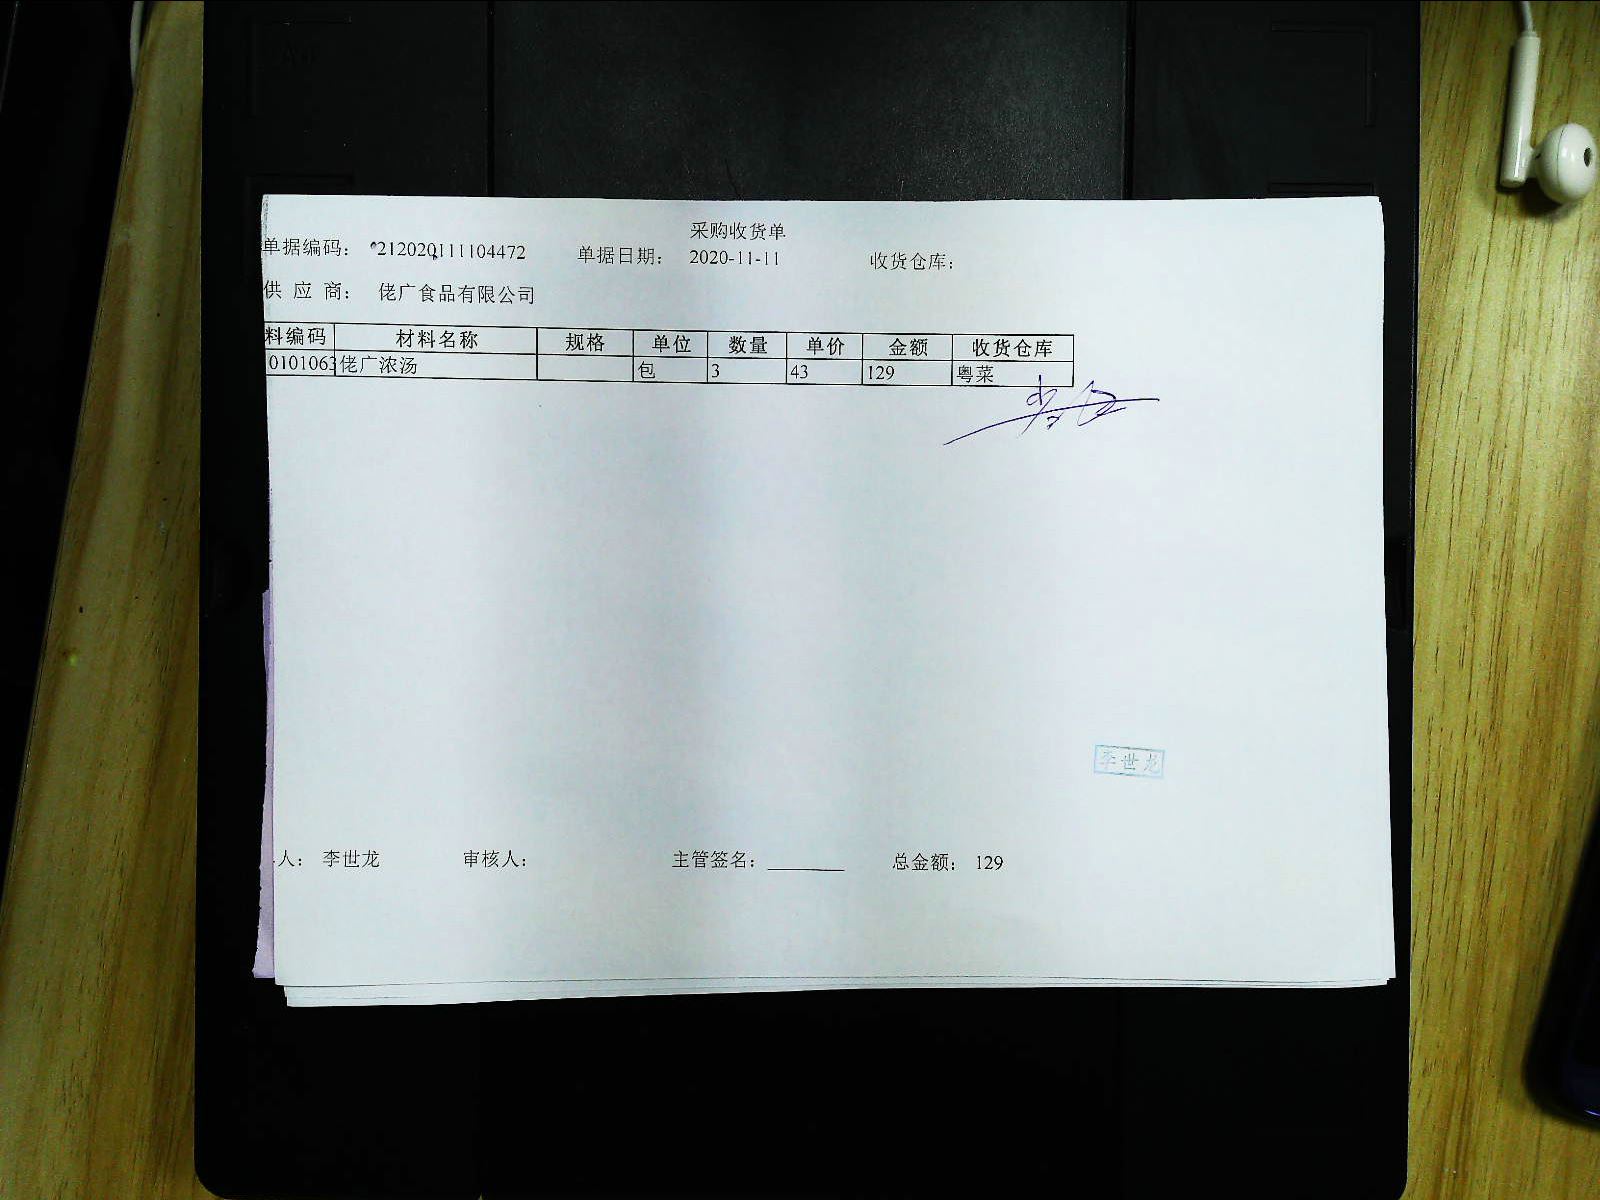 采购收货单
单据编码： 212020111104472 单据日期： 2020-11-11 收货仓库：
供 应 商： 佬广食品有限公司
料编码 材料名称 规格 单位 数量 单价 金额 收货仓库
0101063 佬广浓汤 包 3 43 129 粤菜
李世龙
人： 李世龙 审核人： 主管签名： 总金额： 129